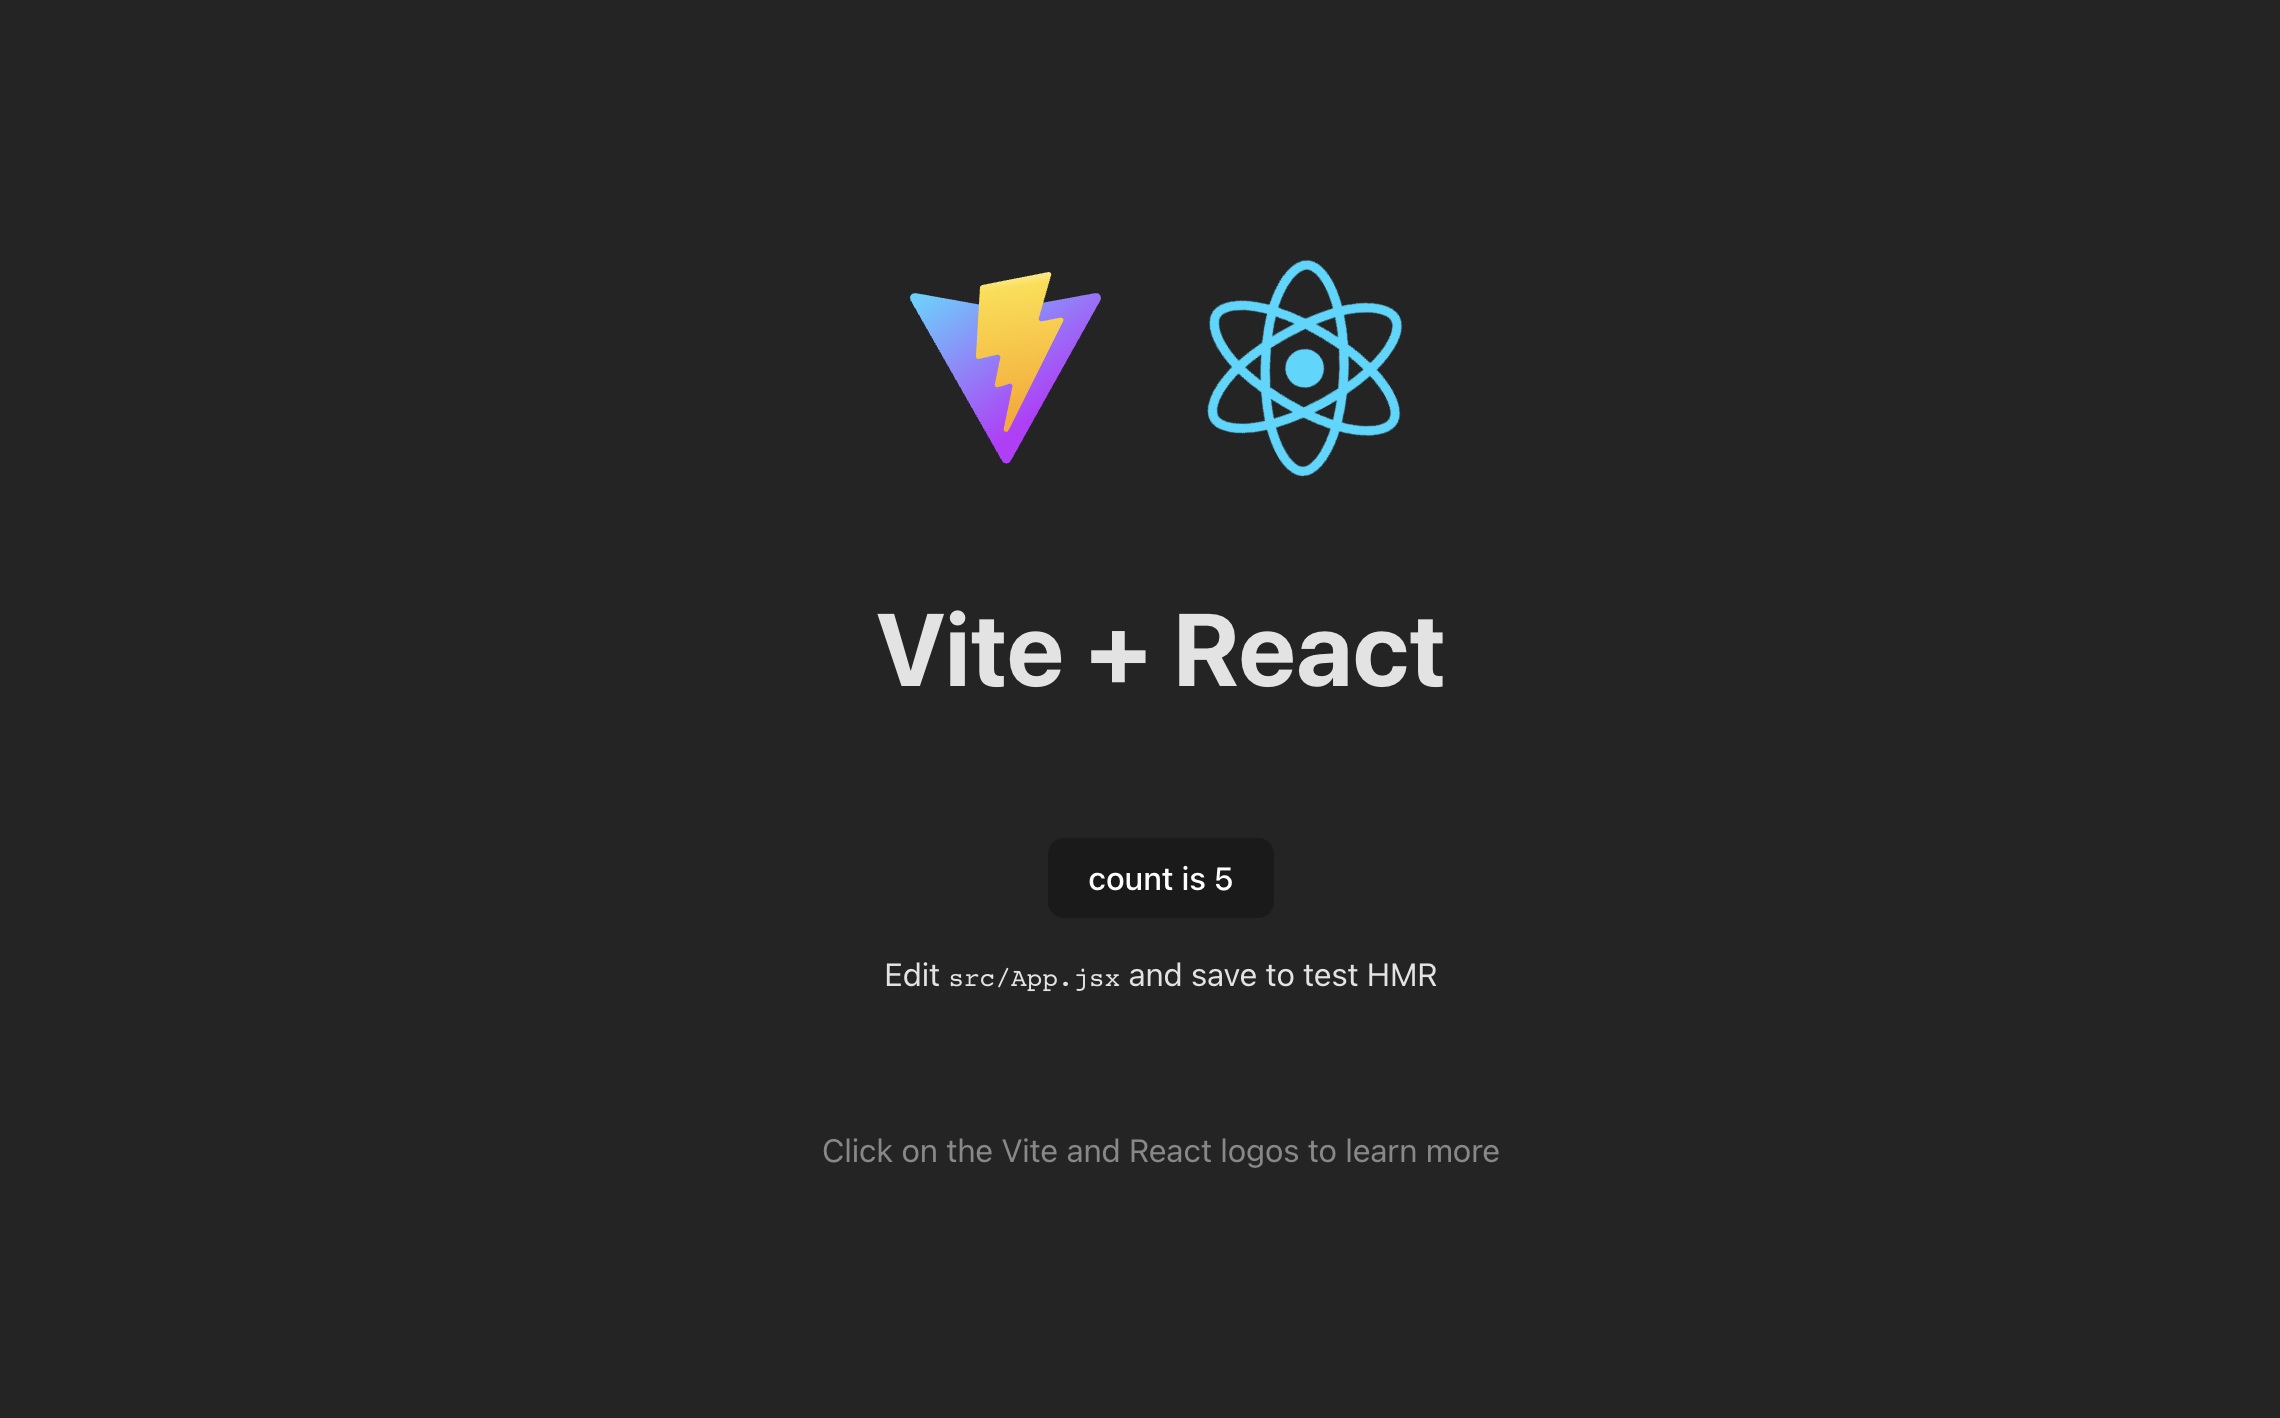 Vite + React
count is 5
Edit src/App.jsx and save to test HMR
Click on the Vite and React logos to learn more